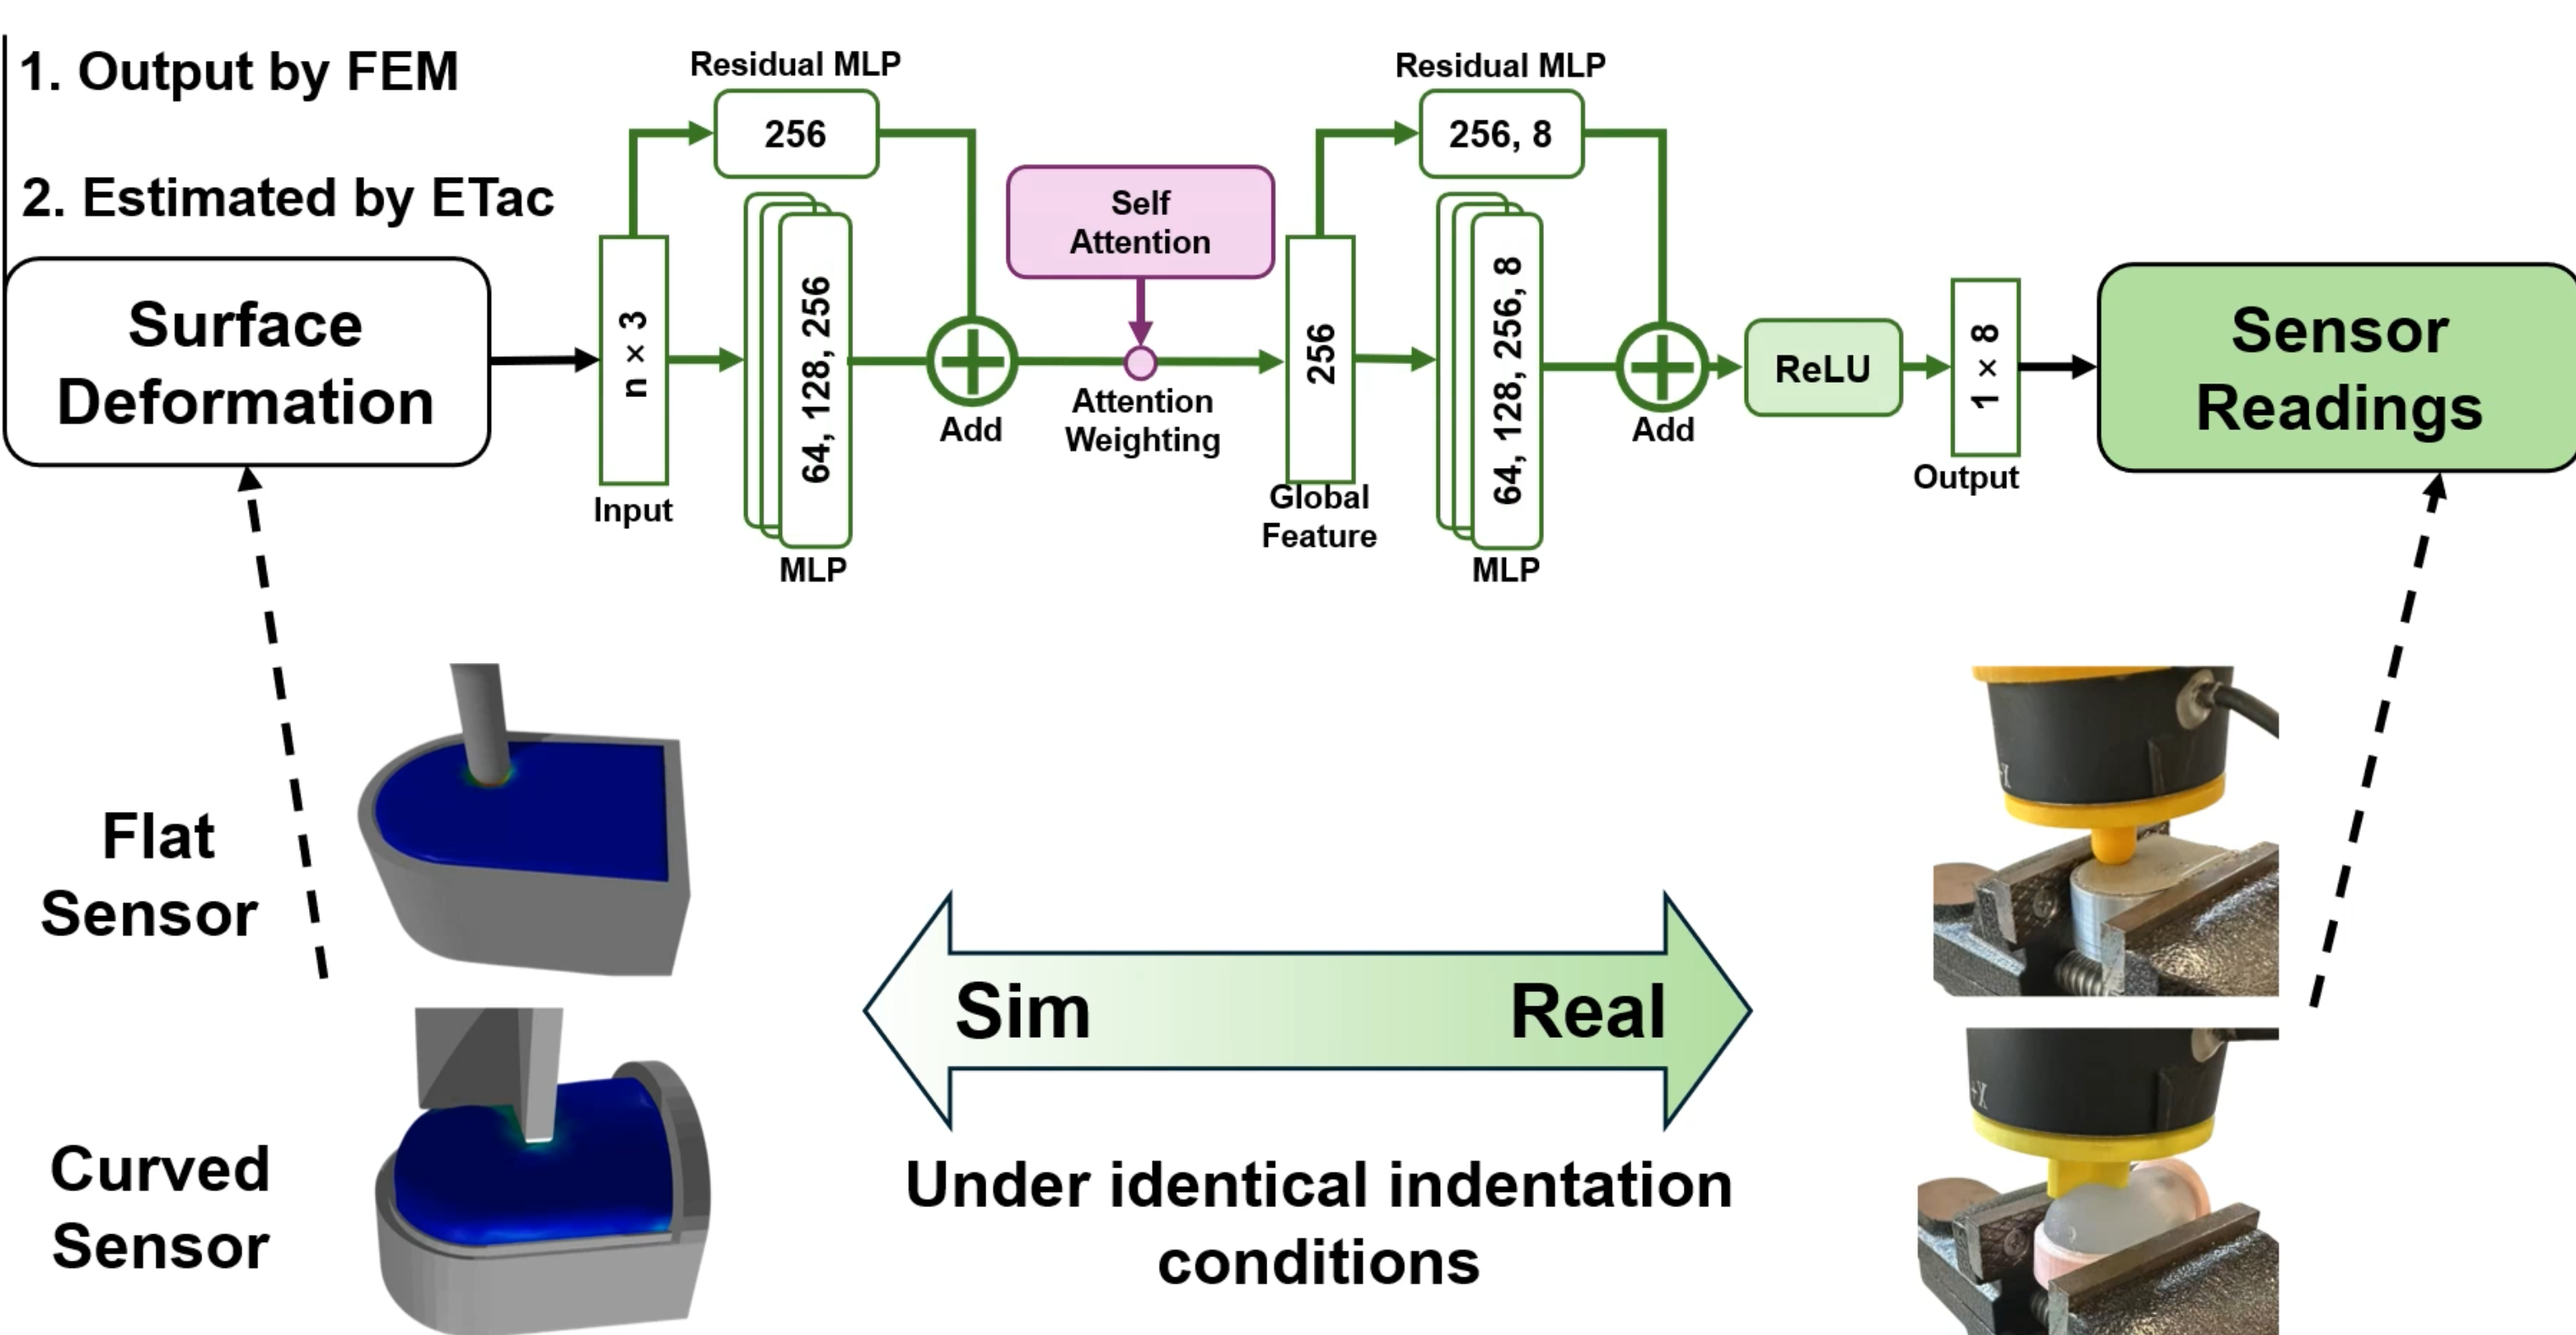 1. Output by FEM
2. Estimated by ETac
Surface
Deformation
n × 3
Input
Residual MLP
256
64, 128, 256
MLP
Add
Self
Attention
Attention
Weighting
256
Global
Feature
Residual MLP
256, 8
64, 128, 256, 8
MLP
Add
ReLU
1 × 8
Output
Sensor
Readings
Flat
Sensor
Curved
Sensor
Sim
Real
Under identical indentation
conditions
+X